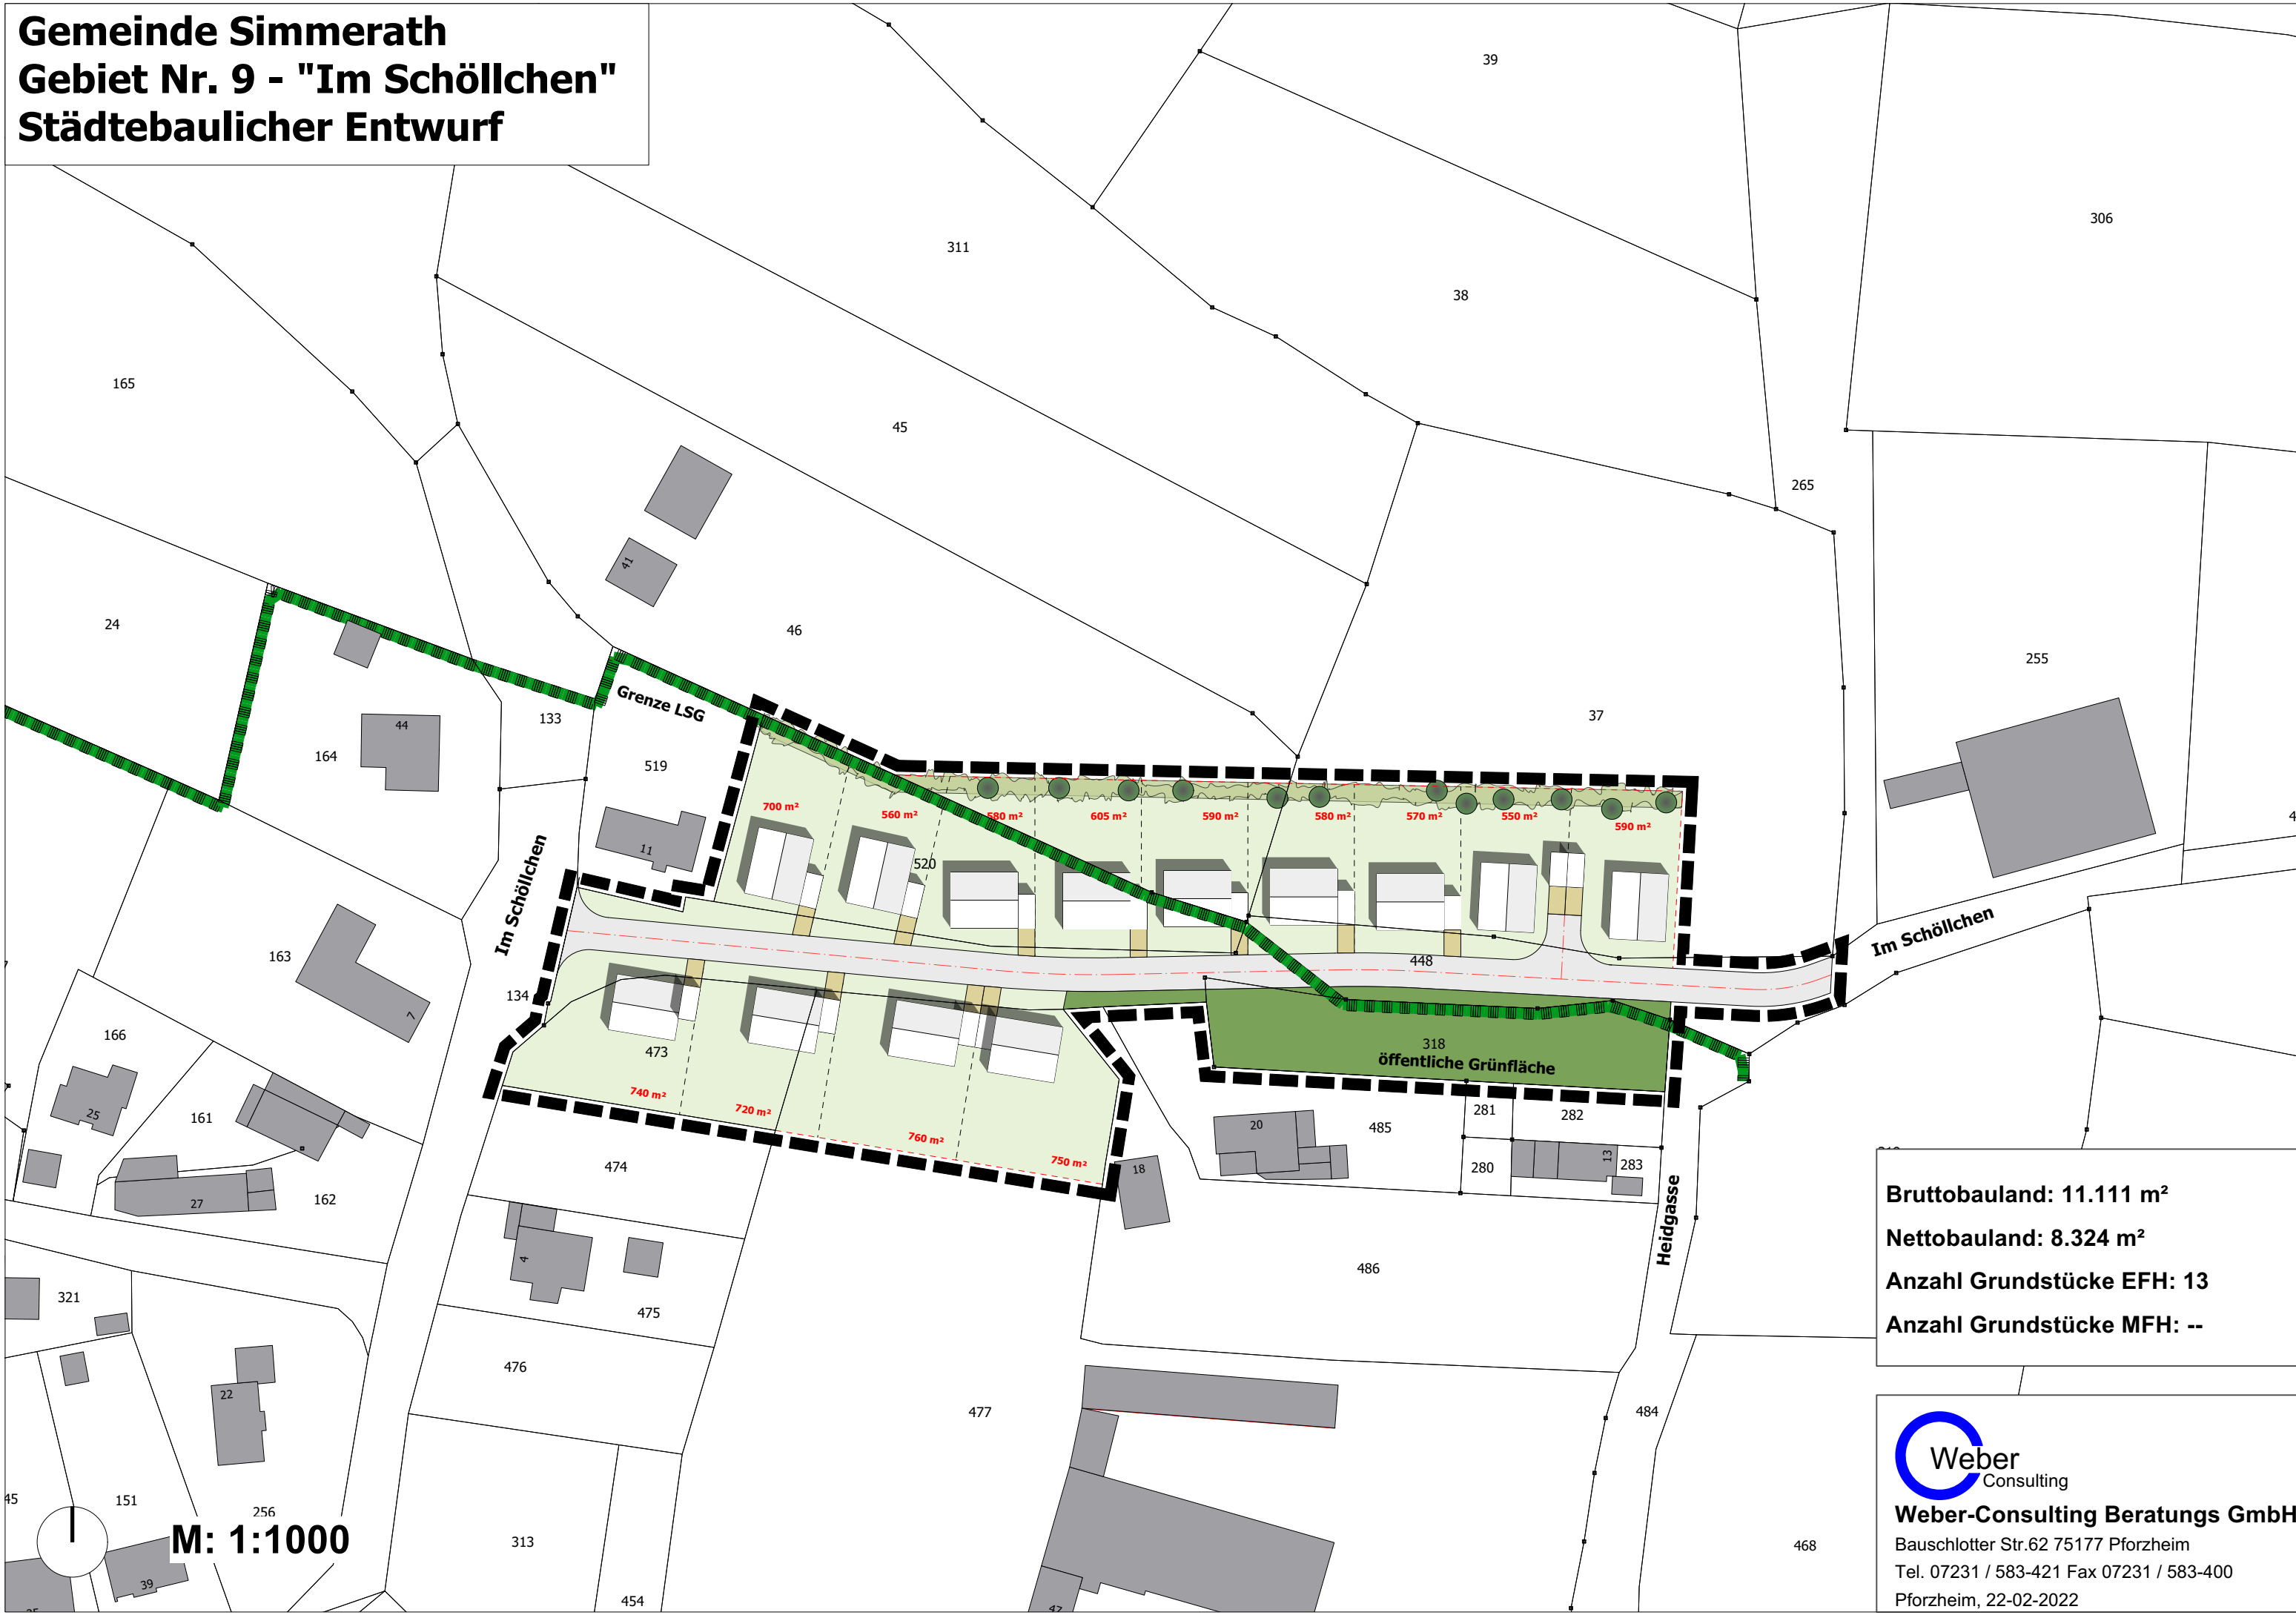 Gemeinde Simmerath
Gebiet Nr. 9 - "Im Schöllchen"
Städtebaulicher Entwurf
39
306
311
38
165
45
265
41
46
24
255
Grenze LSG
133
37
44
164
519
700 m²
560 m²
580 m²
605 m²
590 m²
580 m²
570 m²
550 m²
590 m²
11
520
Im Schöllchen
Im Schöllchen
163
448
134
7
473
318
öffentliche Grünfläche
166
25
161
740 m²
720 m²
760 m²
750 m²
281
282
20
485
13
283
280
474
18
27
162
Heidgasse
4
486
321
475
476
22
477
484
45
151
256
M: 1:1000
313
468
39
454
47
Bruttobauland: 11.111 m²
Nettobauland: 8.324 m²
Anzahl Grundstücke EFH: 13
Anzahl Grundstücke MFH: --
Weber
Consulting
Weber-Consulting Beratungs GmbH
Bauschlotter Str.62 75177 Pforzheim
Tel. 07231 / 583-421 Fax 07231 / 583-400
Pforzheim, 22-02-2022